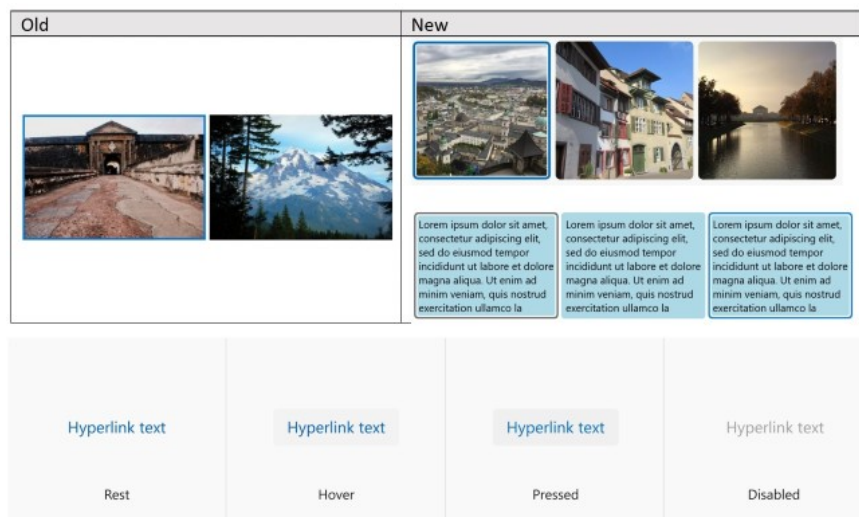 Old
New
Lorem ipsum dolor sit amet,
consectetur adipiscing elit,
sed do eiusmod tempor
incididunt ut labore et dolore
magna aliqua. Ut enim ad
minim veniam, quis nostrud
exercitation ullamco la
Lorem ipsum dolor sit amet,
consectetur adipiscing elit,
sed do eiusmod tempor
incididunt ut labore et dolore
magna aliqua. Ut enim ad
minim veniam, quis nostrud
exercitation ullamco la
Lorem ipsum dolor sit amet,
consectetur adipiscing elit,
sed do eiusmod tempor
incididunt ut labore et dolore
magna aliqua. Ut enim ad
minim veniam, quis nostrud
exercitation ullamco la
Hyperlink text
Hyperlink text
Hyperlink text
Hyperlink text
Rest
Hover
Pressed
Disabled